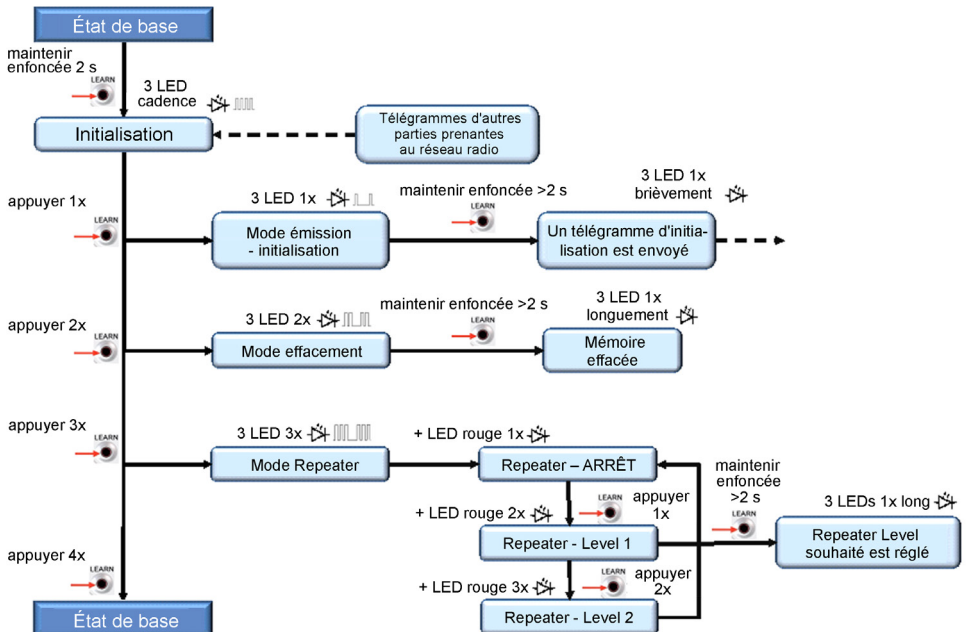 État de base
maintenir
enfoncée 2 s
LEARN
3 LED
cadence
Initialisation
Télégrammes d'autres
parties prenantes
au réseau radio
appuyer 1x
LEARN
3 LED 1x
Mode émission
- initialisation
maintenir enfoncée >2 s
LEARN
3 LED 1x
brièvement
Un télégramme d'initia-
lisation est envoyé
appuyer 2x
LEARN
3 LED 2x
Mode effacement
maintenir enfoncée >2 s
LEARN
3 LED 1x
longuement
Mémoire
effacée
appuyer 3x
LEARN
3 LED 3x
Mode Repeater
+ LED rouge 1x
Repeater – ARRÊT
LEARN
appuyer
1x
+ LED rouge 2x
Repeater - Level 1
LEARN
appuyer
2x
+ LED rouge 3x
Repeater - Level 2
maintenir
enfoncée
>2 s
LEARN
3 LEDs 1x long
Repeater Level
souhaité est réglé
appuyer 4x
LEARN
État de base